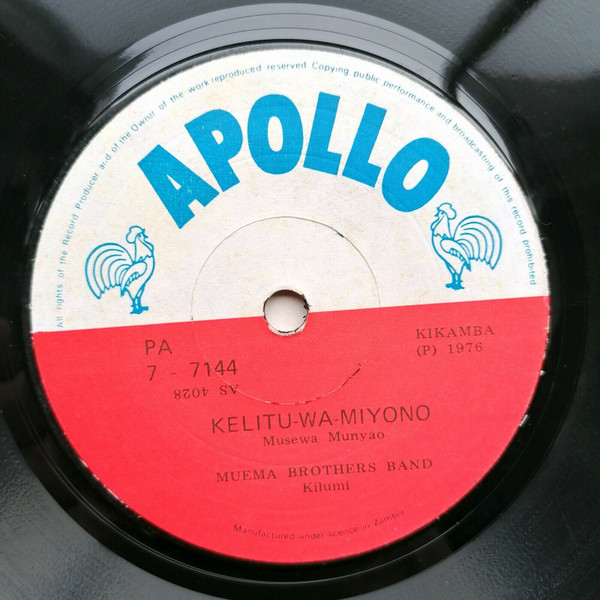 All rights of the Record Producer and of the Owner of the work reproduced reserved Copying public performance and broadcasting of this record prohibited
APOLLO
PA
7 - 7144
AS 4028
KIKAMBA
(P) 1976
KELITU-WA-MIYONO
Musewa Munyao
MUEMA BROTHERS BAND
Kilumi
Manufactured under licence in Zambia